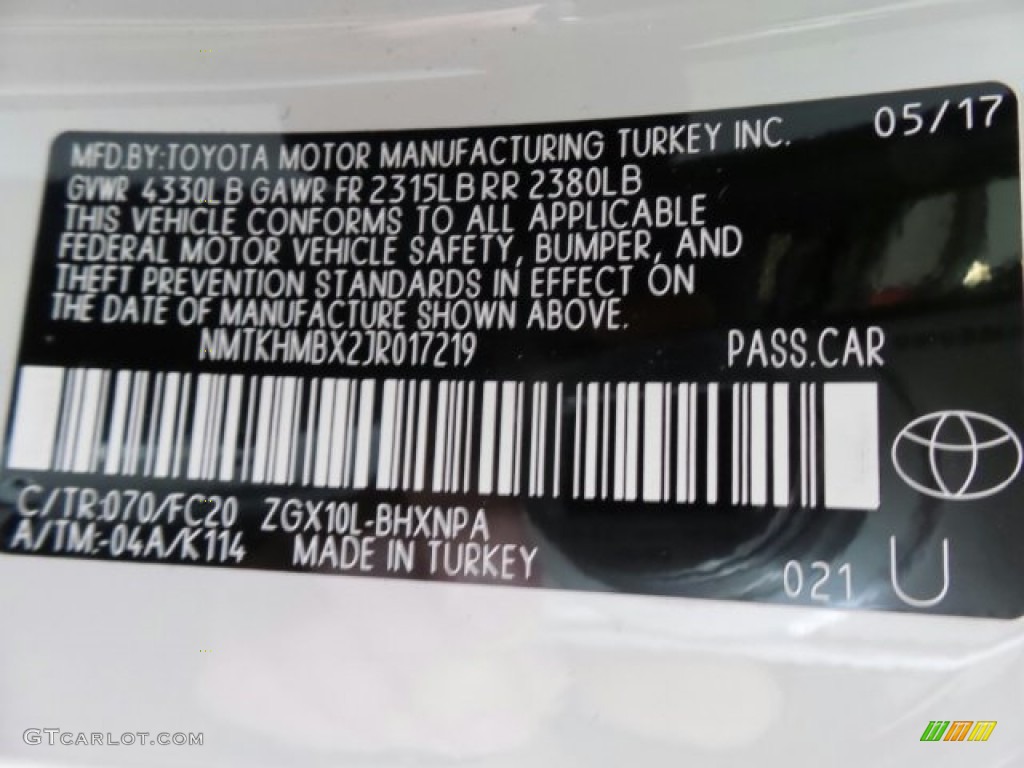 05/17
MFD.BY:TOYOTA MOTOR MANUFACTURING TURKEY INC.
GVWR 4330LB GAWR FR 2315LB RR 2380LB
THIS VEHICLE CONFORMS TO ALL APPLICABLE
FEDERAL MOTOR VEHICLE SAFETY, BUMPER, AND
THEFT PREVENTION STANDARDS IN EFFECT ON
THE DATE OF MANUFACTURE SHOWN ABOVE.
NMTKHMBX2JR017219 PASS.CAR
C/TR:070/FC20 ZGX10L-BHXNPA
A/TM:-04A/K114 MADE IN TURKEY
021 U
GTCARLOT.COM